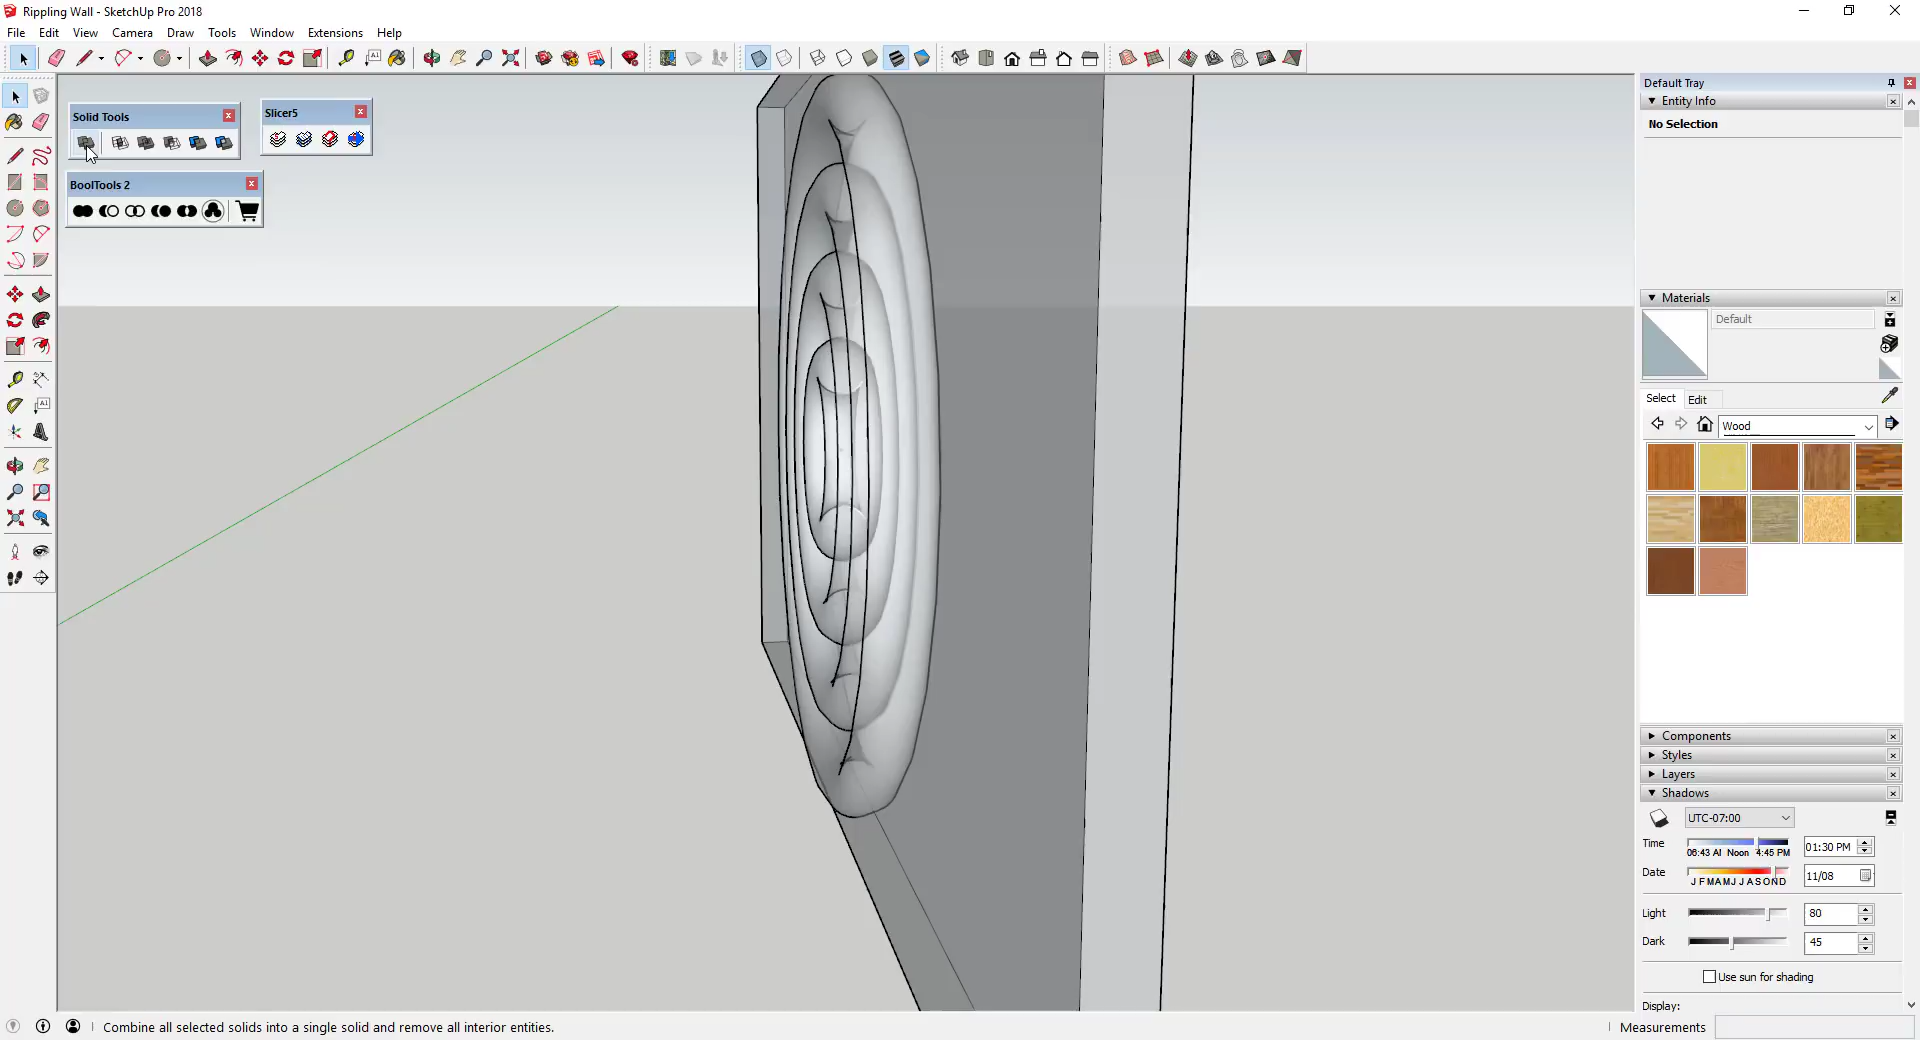 Rippling Wall - SketchUp Pro 2018
File Edit View Camera Draw Tools Window Extensions Help
Default Tray
Entity Info
No Selection
Solid Tools
Slicer5
BoolTools 2
Materials
Default
Select Edit
Wood
Components
Styles
Layers
Shadows
UTC-07:00
Time
06:43 AI Noon 4:45 PM
01:30 PM
Date
J F M A M J J A S O N D
11/08
Light
80
Dark
45
Use sun for shading
Display:
Combine all selected solids into a single solid and remove all interior entities.
Measurements